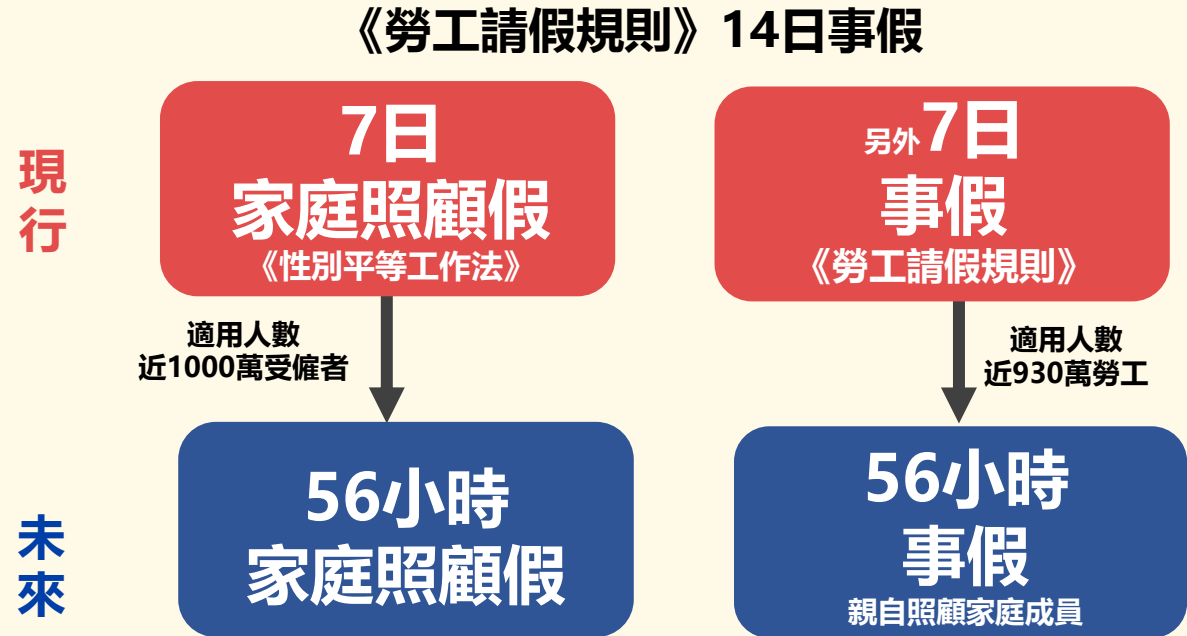 《勞工請假規則》14日事假
現行
7日
家庭照顧假
《性別平等工作法》
另外7日
事假
《勞工請假規則》
適用人數
近1000萬受僱者
適用人數
近930萬勞工
未來
56小時
家庭照顧假
56小時
事假
親自照顧家庭成員